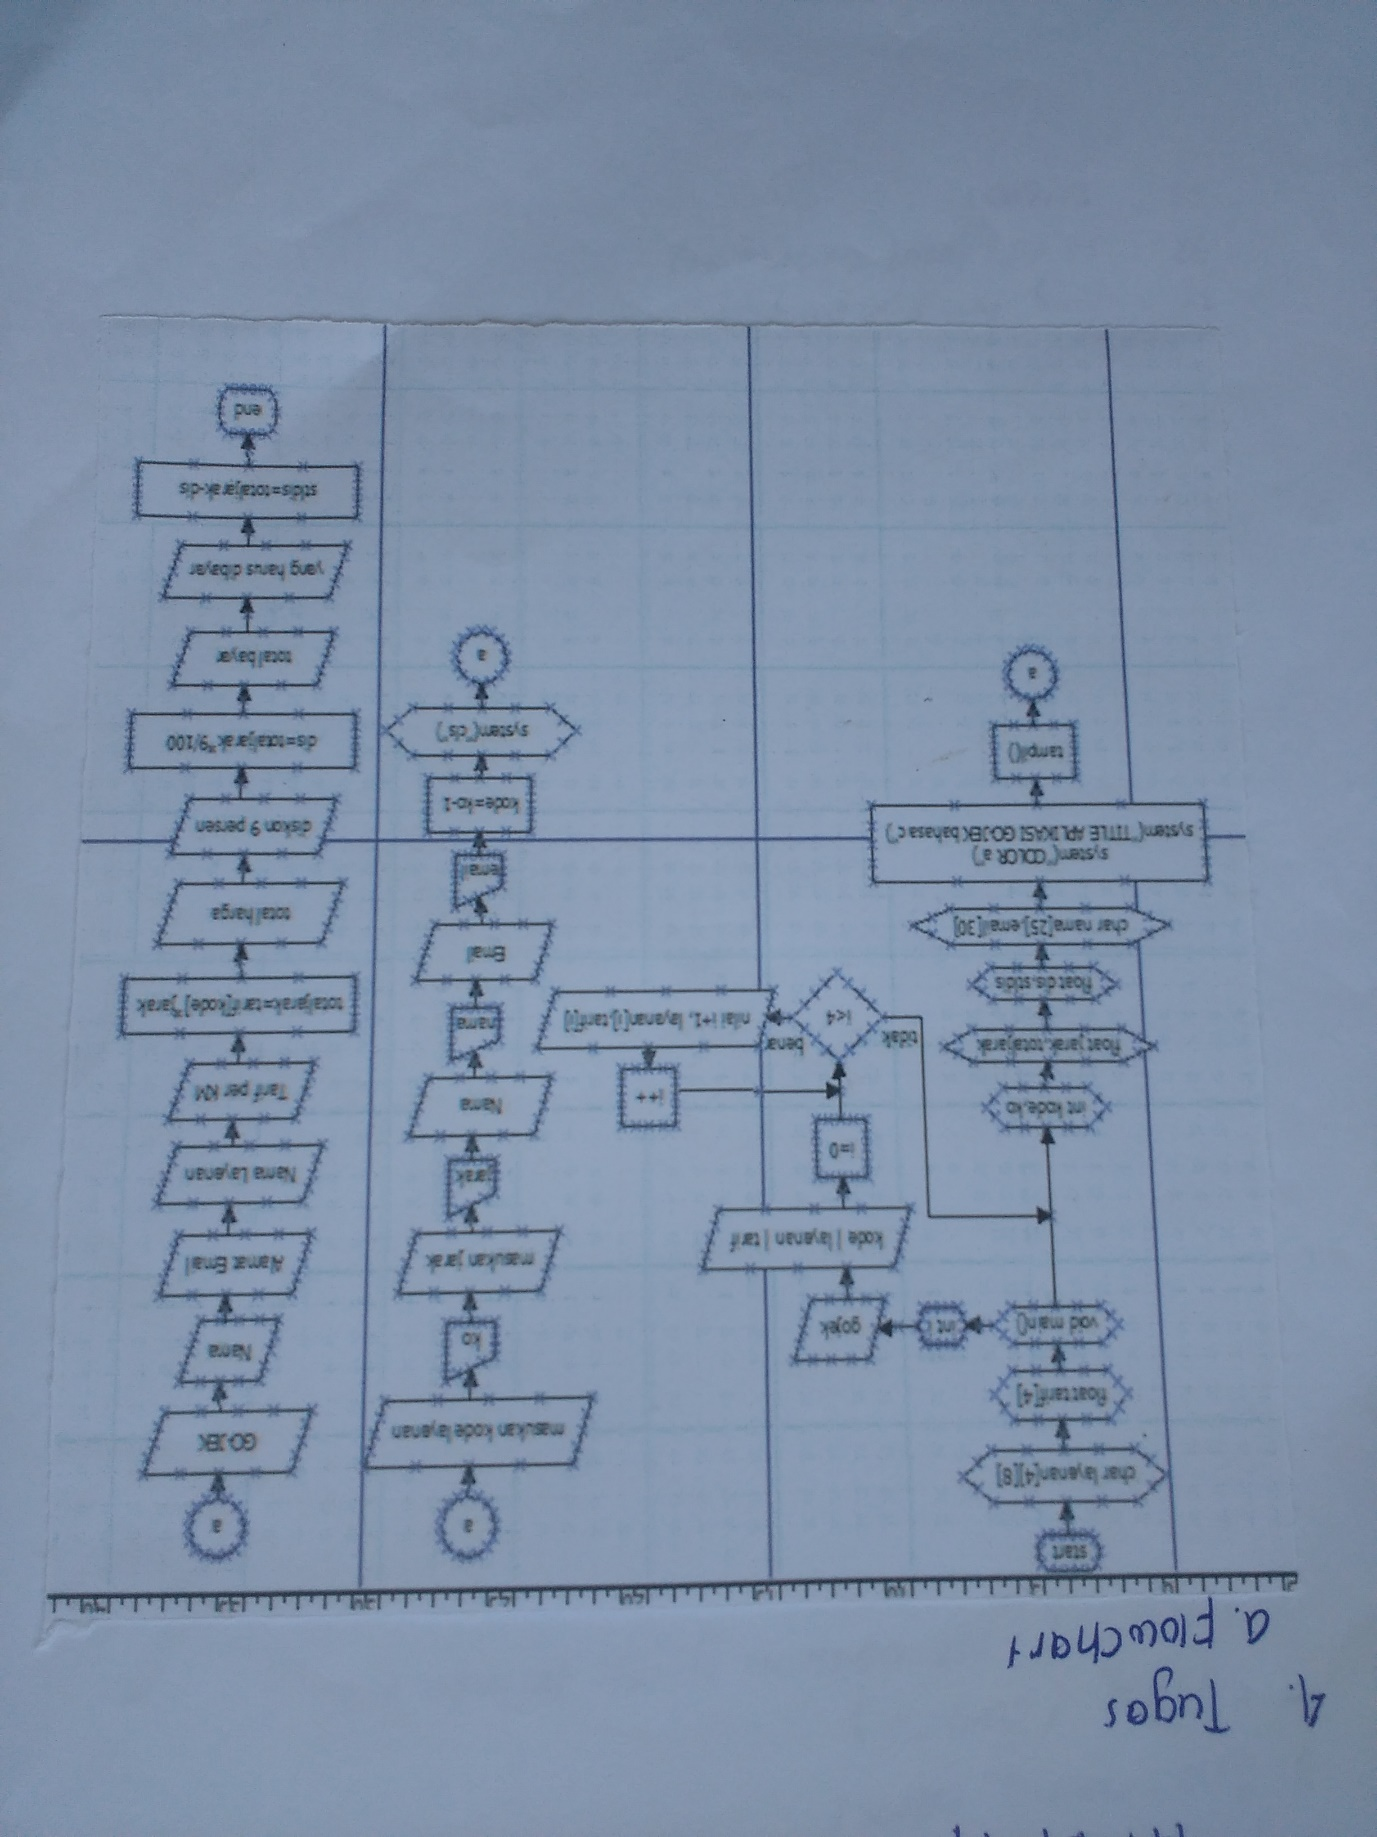 4. Tugas
a. flowchart
start
char layanan[4][8]
float tarif[4]
void main()
int i
gojek
kode | layanan | tarif
i=0
i<4
benar
tidak
nilai i+1, layanan[i],tarif[i]
i++
int kode,ko
float jarak,totaljarak
float dis,stdis
char nama[25],email[30]
system("COLOR a")
system("TITLE APLIKASI GOJEK bahasa c")
tampil()
a
a
masukan kode layanan
ko
masukan jarak
jarak
Nama
nama
Email
email
kode=ko-1
system("cls")
a
a
GOJEK
Nama
Alamat Email
Nama Layanan
Tarif per KM
totaljarak=tarif[kode]*jarak
total harga
diskon 9 persen
dis=totaljarak*9/100
total bayar
yang harus dibayar
stdis=totaljarak-dis
end